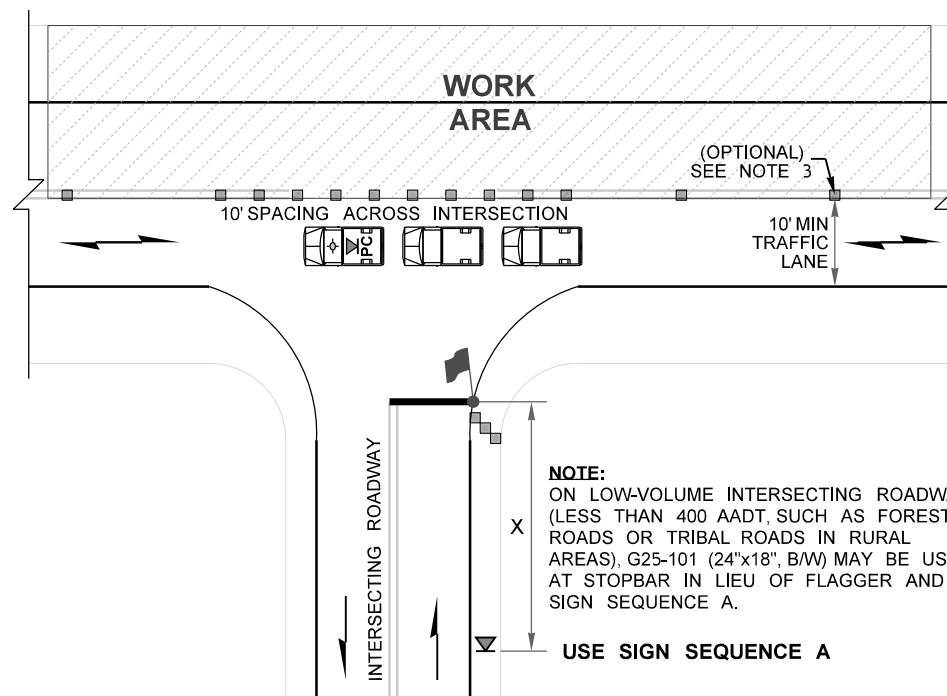 WORK
AREA
(OPTIONAL)
SEE NOTE 3
10' SPACING ACROSS INTERSECTION
10' MIN
TRAFFIC
LANE
PC
INTERSECTING ROADWAY
X
NOTE:
ON LOW-VOLUME INTERSECTING ROADWA
(LESS THAN 400 AADT, SUCH AS FOREST
ROADS OR TRIBAL ROADS IN RURAL
AREAS), G25-101 (24"x18", B/W) MAY BE US
AT STOPBAR IN LIEU OF FLAGGER AND
SIGN SEQUENCE A.
USE SIGN SEQUENCE A